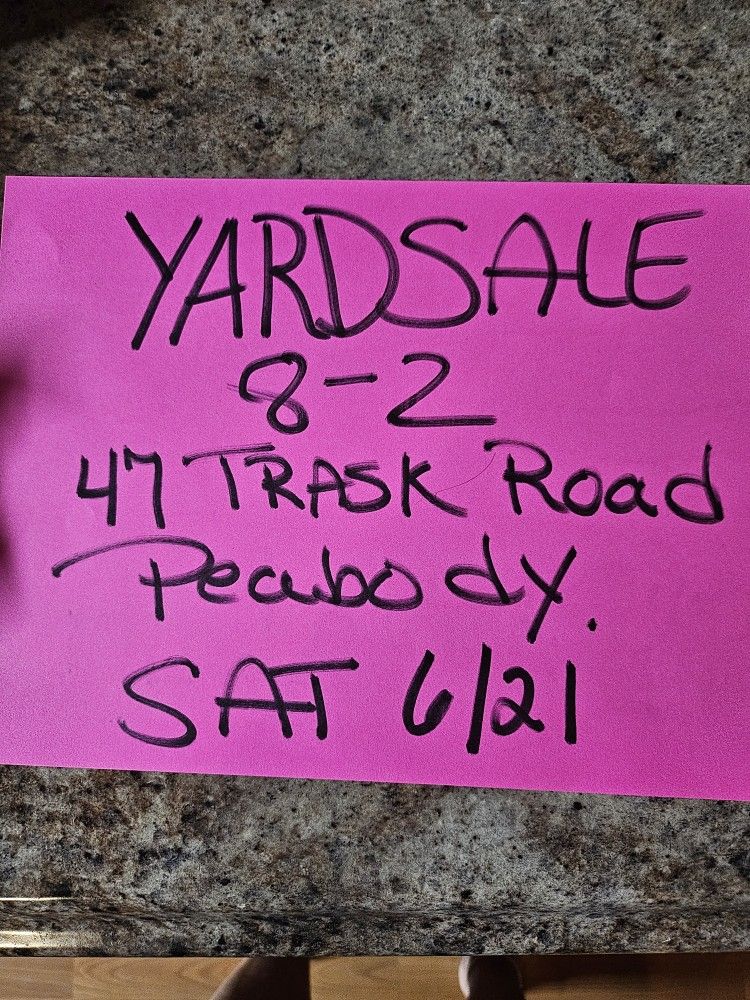 YARDSALE
8-2
47 TRASK Road
Peabody.
SAT 6/21